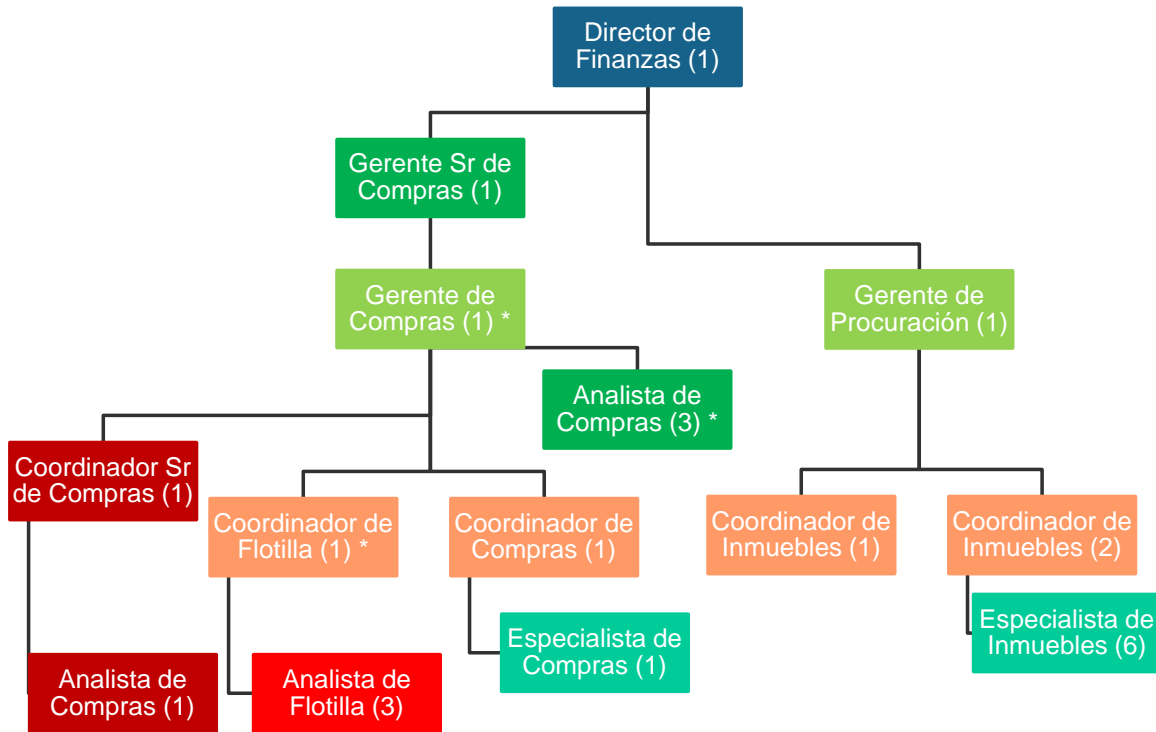 Director de
Finanzas (1)
Gerente Sr de
Compras (1)
Gerente de
Compras (1) *
Gerente de
Procuración (1)
Analista de
Compras (3) *
Coordinador Sr
de Compras (1)
Coordinador de
Flotilla (1) *
Coordinador de
Compras (1)
Coordinador de
Inmuebles (1)
Coordinador de
Inmuebles (2)
Especialista de
Compras (1)
Especialista de
Inmuebles (6)
Analista de
Compras (1)
Analista de
Flotilla (3)